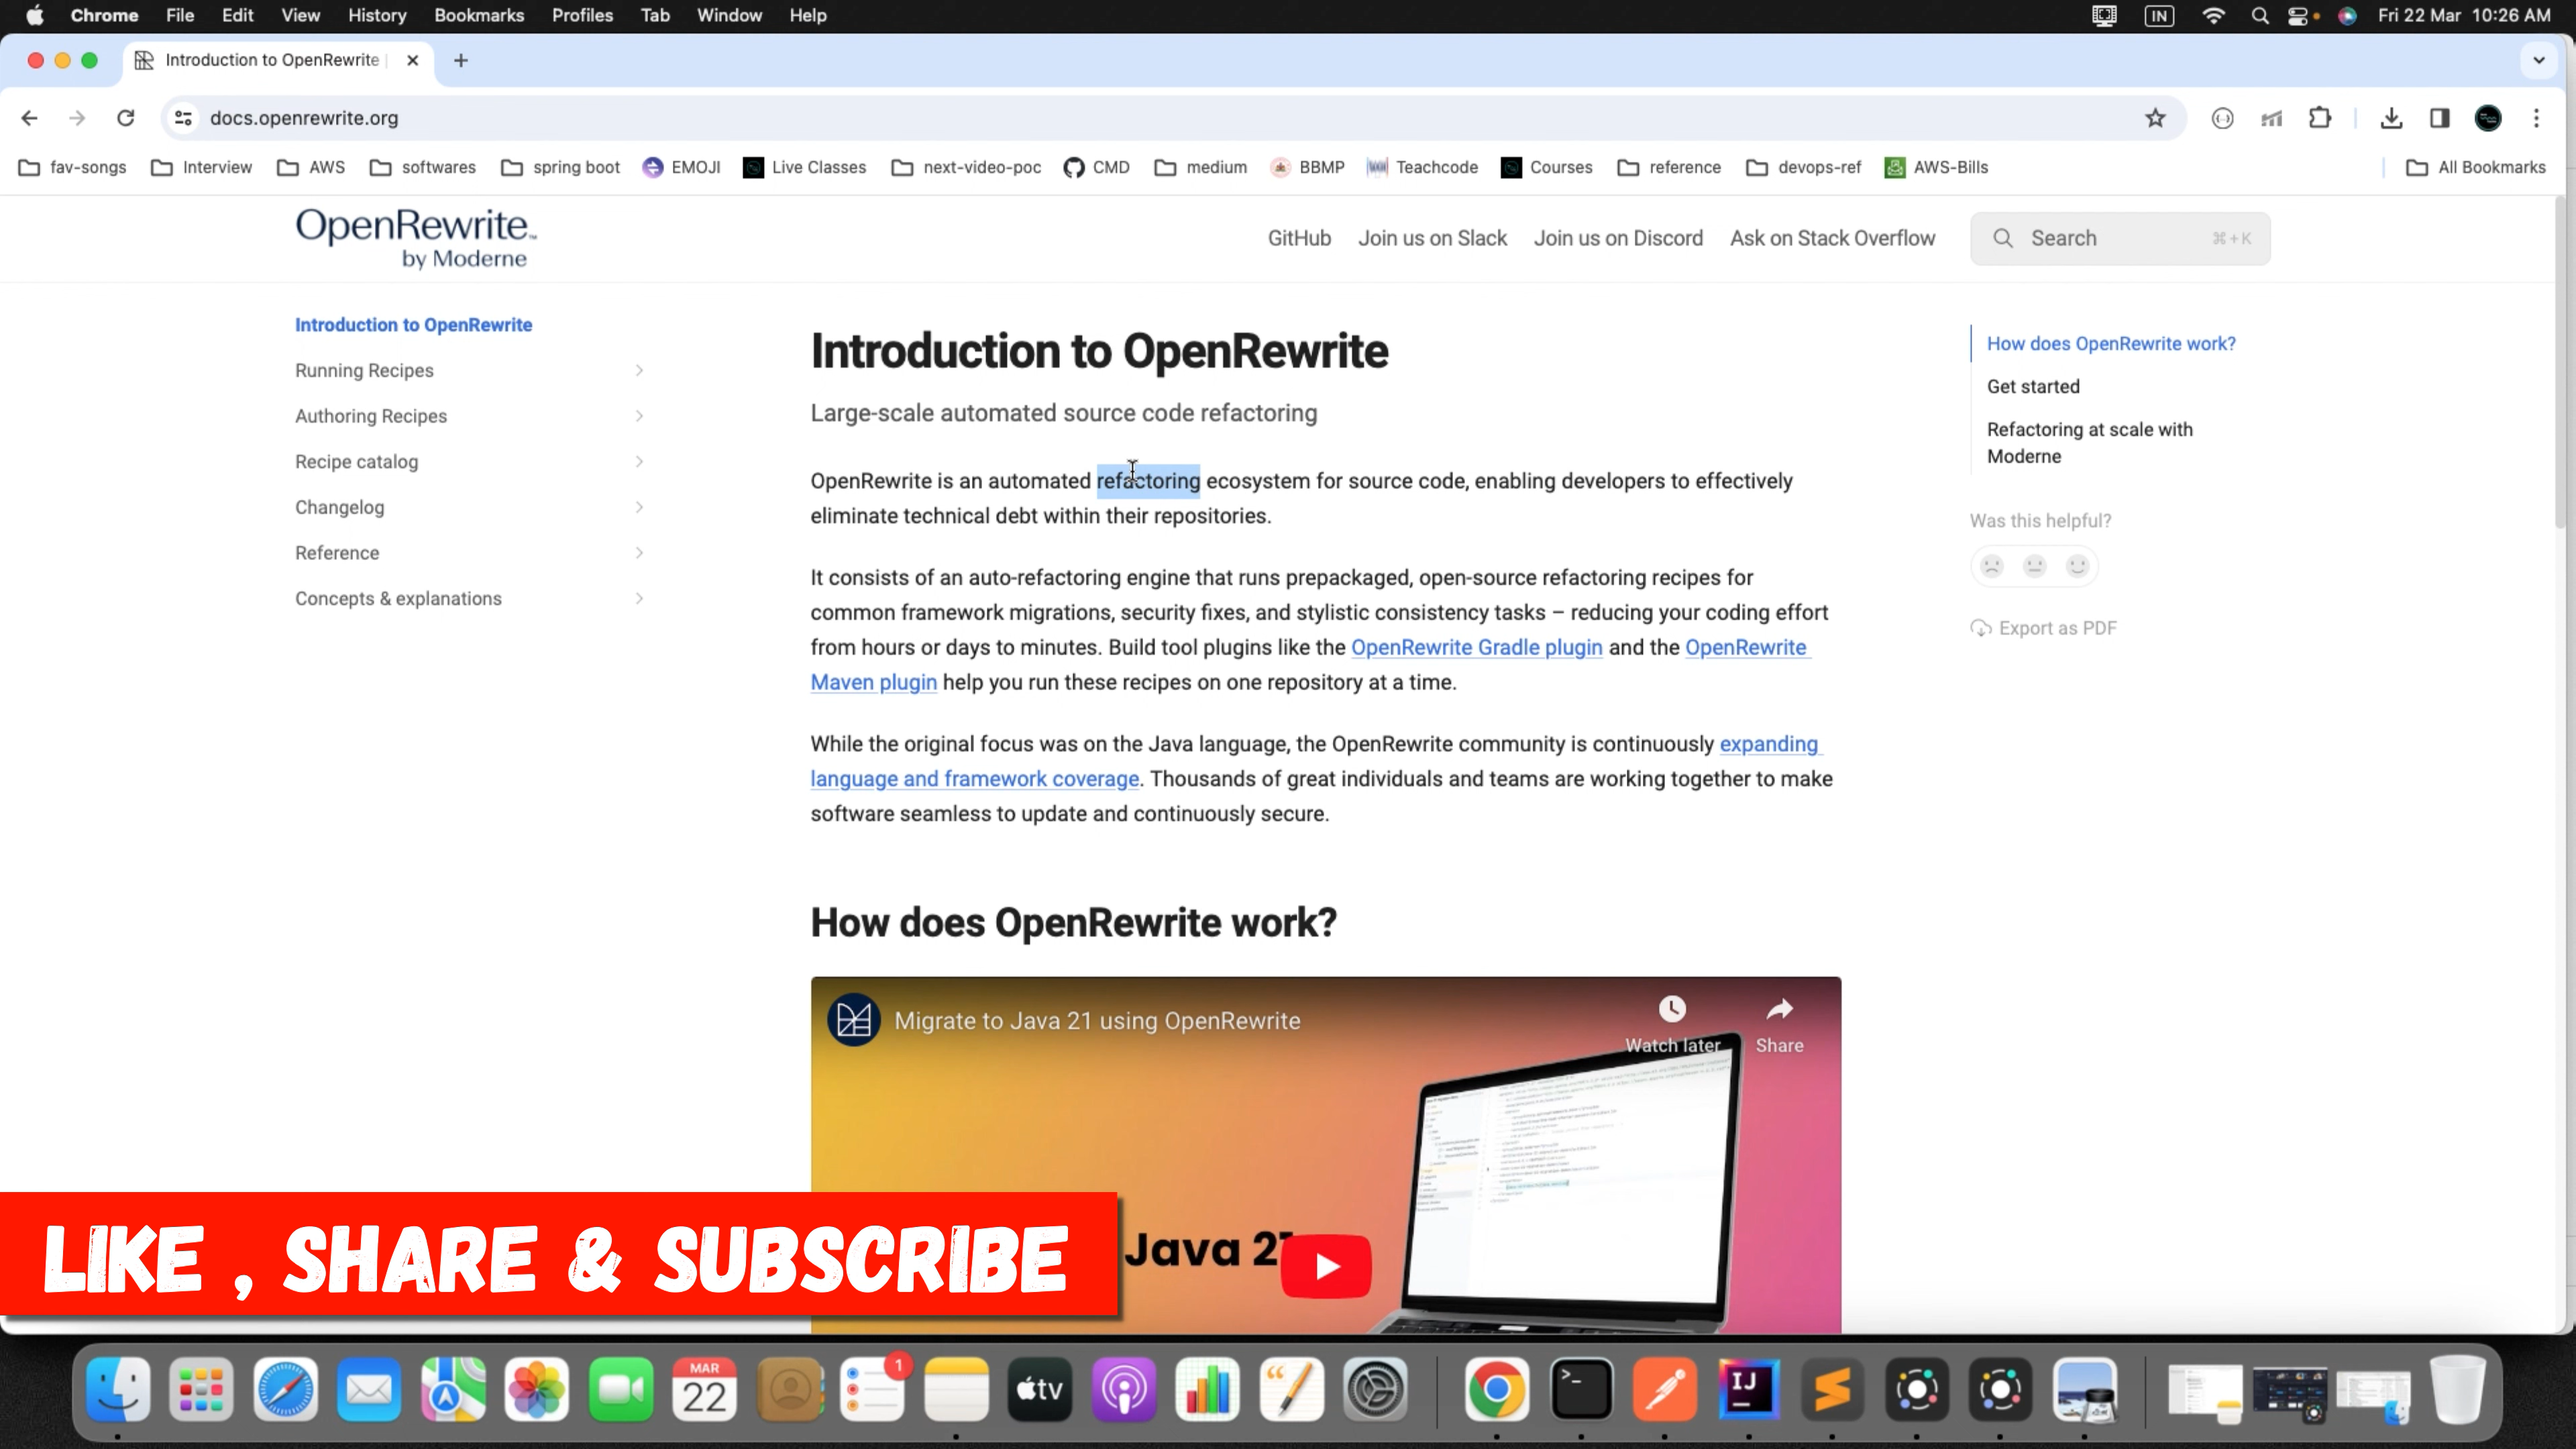 Chrome File Edit View History Bookmarks Profiles Tab Window Help IN Fri 22 Mar 10:26 AM
Introduction to OpenRewrite
docs.openrewrite.org
fav-songs Interview AWS softwares spring boot EMOJI Live Classes next-video-poc CMD medium BBMP Teachcode Courses reference devops-ref AWS-Bills All Bookmarks
OpenRewrite
by Moderne
GitHub Join us on Slack Join us on Discord Ask on Stack Overflow Search ⌘+K
Introduction to OpenRewrite
Running Recipes
Authoring Recipes
Recipe catalog
Changelog
Reference
Concepts & explanations
Introduction to OpenRewrite
Large-scale automated source code refactoring
OpenRewrite is an automated refactoring ecosystem for source code, enabling developers to effectively
eliminate technical debt within their repositories.
It consists of an auto-refactoring engine that runs prepackaged, open-source refactoring recipes for
common framework migrations, security fixes, and stylistic consistency tasks – reducing your coding effort
from hours or days to minutes. Build tool plugins like the OpenRewrite Gradle plugin and the OpenRewrite
Maven plugin help you run these recipes on one repository at a time.
While the original focus was on the Java language, the OpenRewrite community is continuously expanding
language and framework coverage. Thousands of great individuals and teams are working together to make
software seamless to update and continuously secure.
How does OpenRewrite work?
Migrate to Java 21 using OpenRewrite
Watch later Share
Java 21
How does OpenRewrite work?
Get started
Refactoring at scale with
Moderne
Was this helpful?
Export as PDF
LIKE , SHARE & SUBSCRIBE
MAR
22
1
tv
>_
IJ